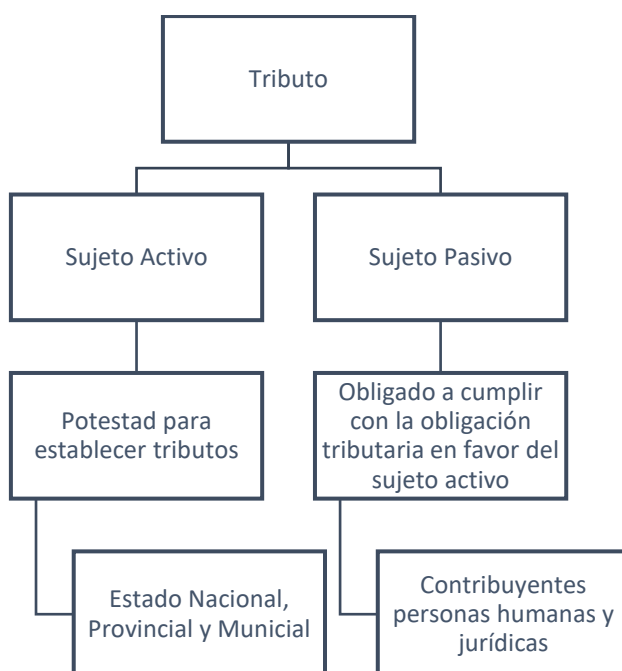 Tributo
Sujeto Activo
Sujeto Pasivo
Potestad para
establecer tributos
Obligado a cumplir
con la obligación
tributaria en favor del
sujeto activo
Estado Nacional,
Provincial y Municial
Contribuyentes
personas humanas y
jurídicas